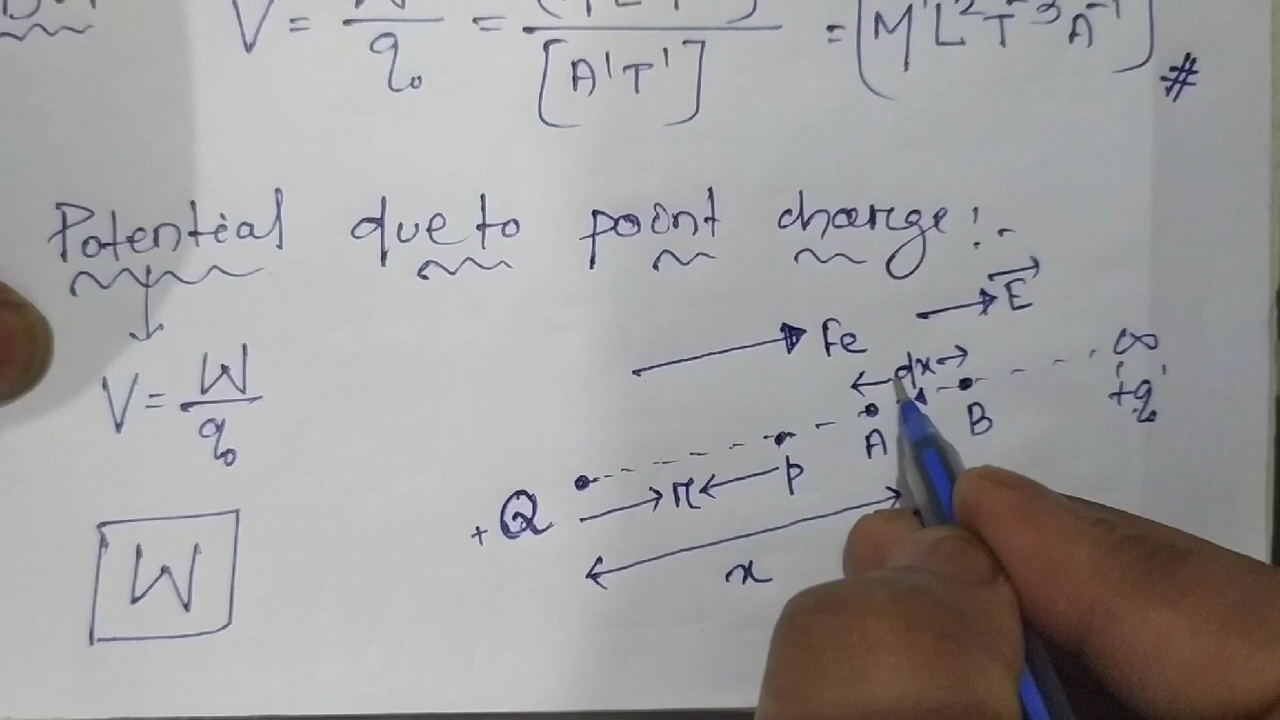 V = W/q₀ = / [A¹T¹] = [M¹L²T⁻³A⁻¹] #
Potential due to point charge :-
V = W/q₀
W
Fe
E
dx
∞
+q₀
A
B
+Q
r
P
x